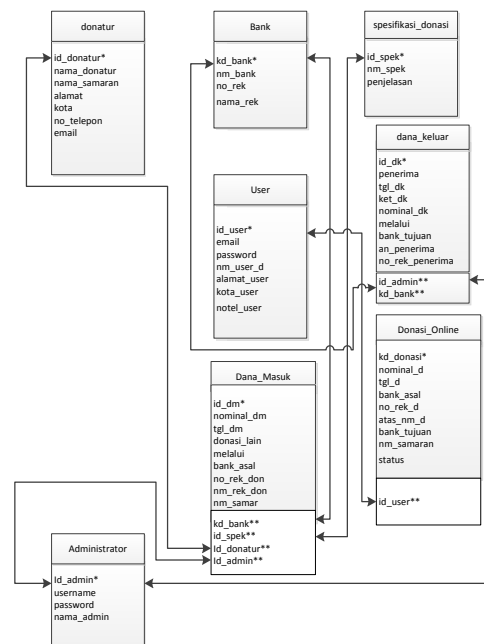 donatur
id_donatur*
nama_donatur
nama_samaran
alamat
kota
no_telepon
email
Bank
kd_bank*
nm_bank
no_rek
nama_rek
spesifikasi_donasi
id_spek*
nm_spek
penjelasan
dana_keluar
id_dk*
penerima
tgl_dk
ket_dk
nominal_dk
melalui
bank_tujuan
an_penerima
no_rek_penerima
id_admin**
kd_bank**
User
id_user*
email
password
nm_user_d
alamat_user
kota_user
notel_user
Donasi_Online
kd_donasi*
nominal_d
tgl_d
bank_asal
no_rek_d
atas_nm_d
bank_tujuan
nm_samaran
status
id_user**
Dana_Masuk
id_dm*
nominal_dm
tgl_dm
donasi_lain
melalui
bank_asal
no_rek_don
nm_rek_don
nm_samar
kd_bank**
id_spek**
Id_donatur**
Id_admin**
Administrator
Id_admin*
username
password
nama_admin